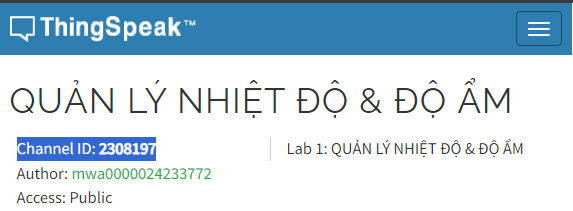 ThingSpeak™
QUẢN LÝ NHIỆT ĐỘ & ĐỘ ẨM
Channel ID: 2308197
Author: mwa0000024233772
Access: Public
Lab 1: QUẢN LÝ NHIỆT ĐỘ & ĐỘ ẨM